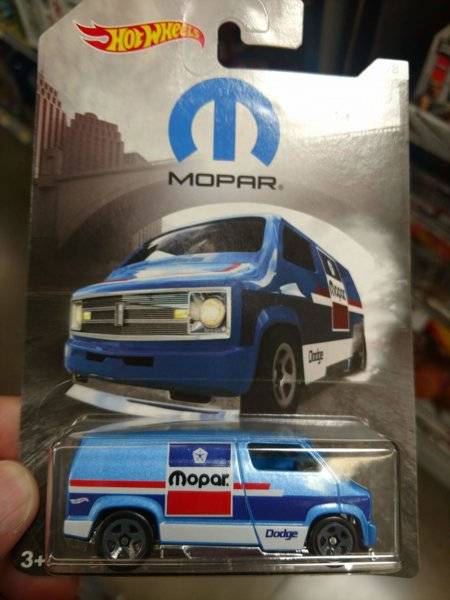 HOT WHEELS
MOPAR®
Mopar
Dodge
Mopar.
Dodge
3+